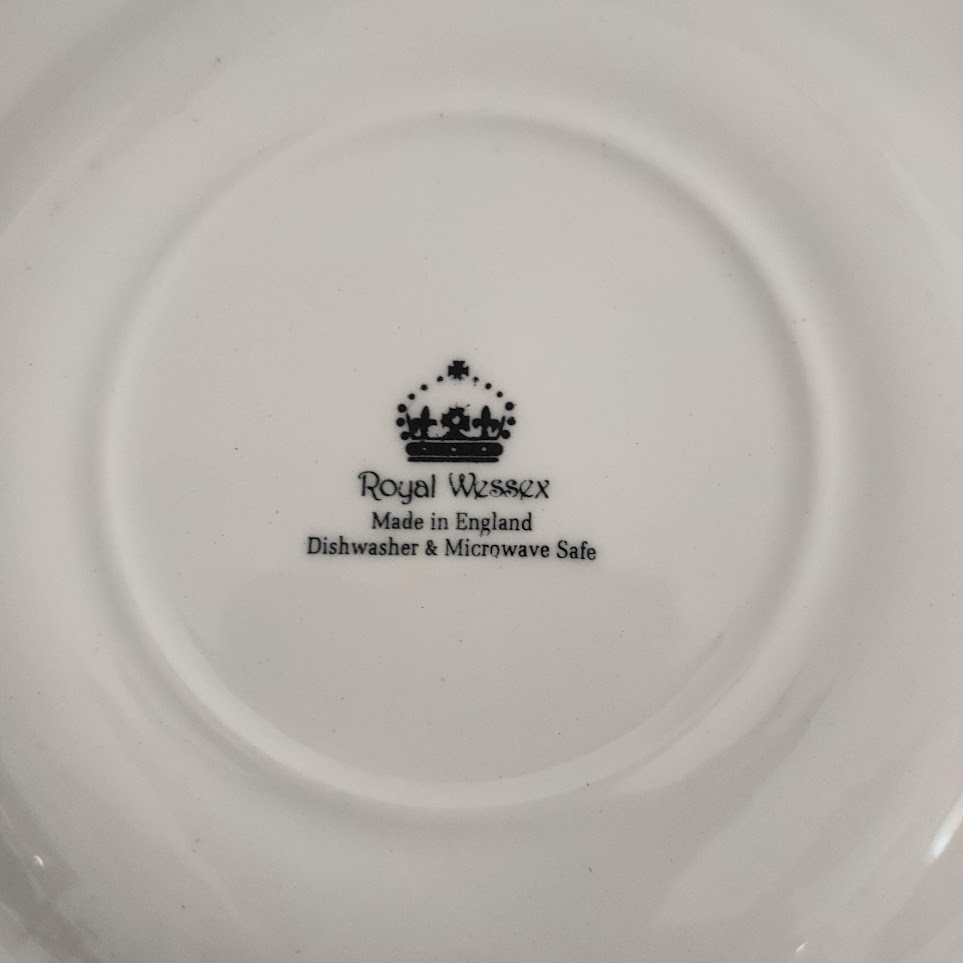 Royal Wessex
Made in England
Dishwasher & Microwave Safe